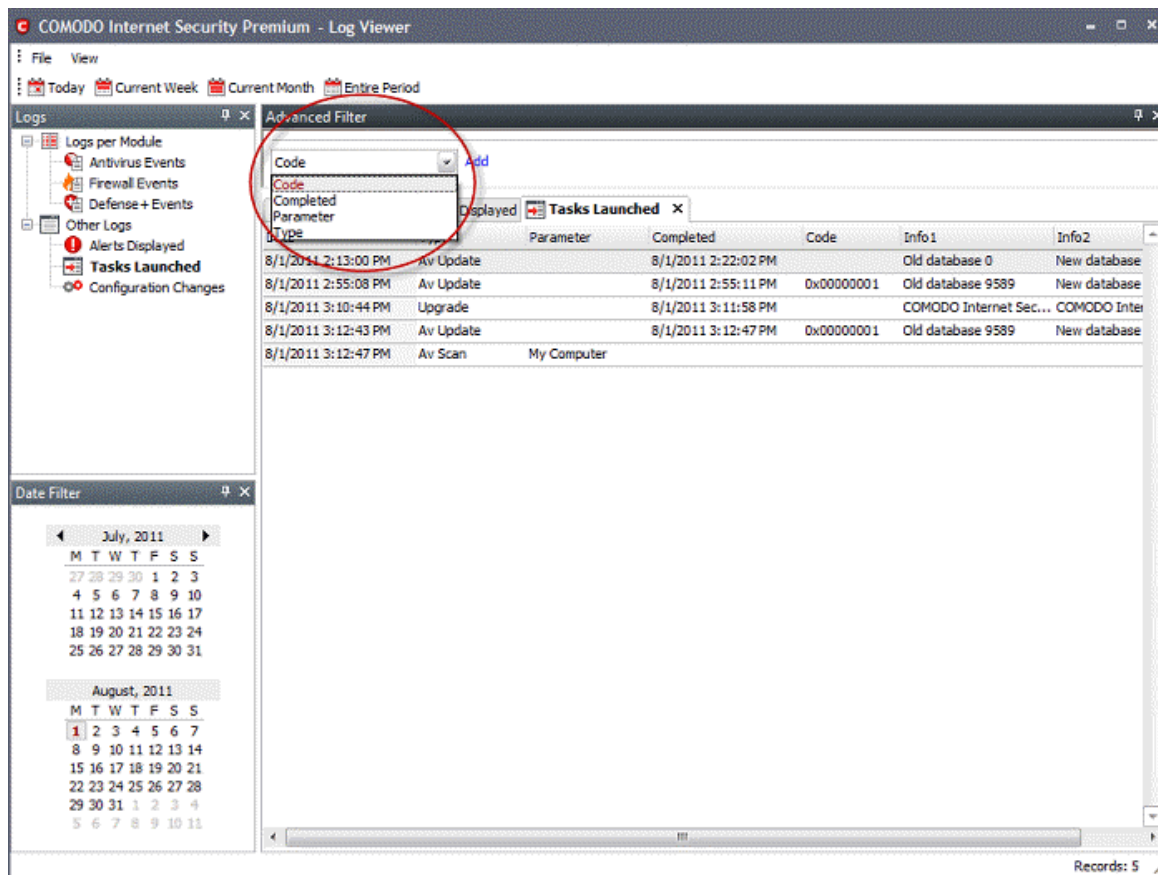 COMODO Internet Security Premium - Log Viewer
File View
Today Current Week Current Month Entire Period
Logs
Logs per Module
Antivirus Events
Firewall Events
Defense+ Events
Other Logs
Alerts Displayed
Tasks Launched
Configuration Changes
Advanced Filter
Code Add
Code
Completed
Parameter
Type
Displayed Tasks Launched
Parameter Completed Code Info1 Info2
8/1/2011 2:13:00 PM Av Update 8/1/2011 2:22:02 PM Old database 0 New database
8/1/2011 2:55:08 PM Av Update 8/1/2011 2:55:11 PM 0x00000001 Old database 9589 New database
8/1/2011 3:10:44 PM Upgrade 8/1/2011 3:11:58 PM COMODO Internet Sec... COMODO Inter
8/1/2011 3:12:43 PM Av Update 8/1/2011 3:12:47 PM 0x00000001 Old database 9589 New database
8/1/2011 3:12:47 PM Av Scan My Computer
Date Filter
July, 2011
M T W T F S S
27 28 29 30 1 2 3
4 5 6 7 8 9 10
11 12 13 14 15 16 17
18 19 20 21 22 23 24
25 26 27 28 29 30 31
August, 2011
M T W T F S S
1 2 3 4 5 6 7
8 9 10 11 12 13 14
15 16 17 18 19 20 21
22 23 24 25 26 27 28
29 30 31 1 2 3 4
5 6 7 8 9 10 11
Records: 5